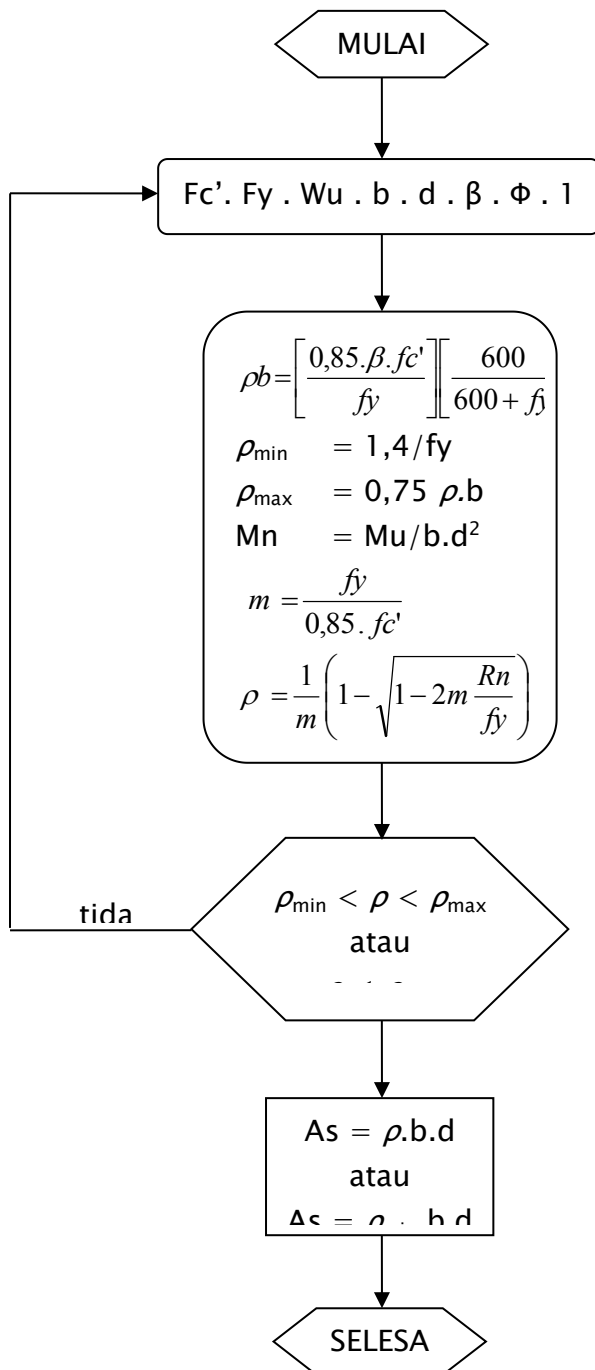 MULAI
Fc’. Fy . Wu . b . d . β . Φ . 1
ρb = [0,85.β.fc' / fy] [600 / 600 + fy
ρmin = 1,4/fy
ρmax = 0,75 ρ.b
Mn = Mu/b.d²
m = fy / 0,85. fc'
ρ = 1/m (1 − √(1 − 2m Rn/fy))
ρmin < ρ < ρmax
atau
tida
As = ρ.b.d
atau
As = ρ b.d
SELESA